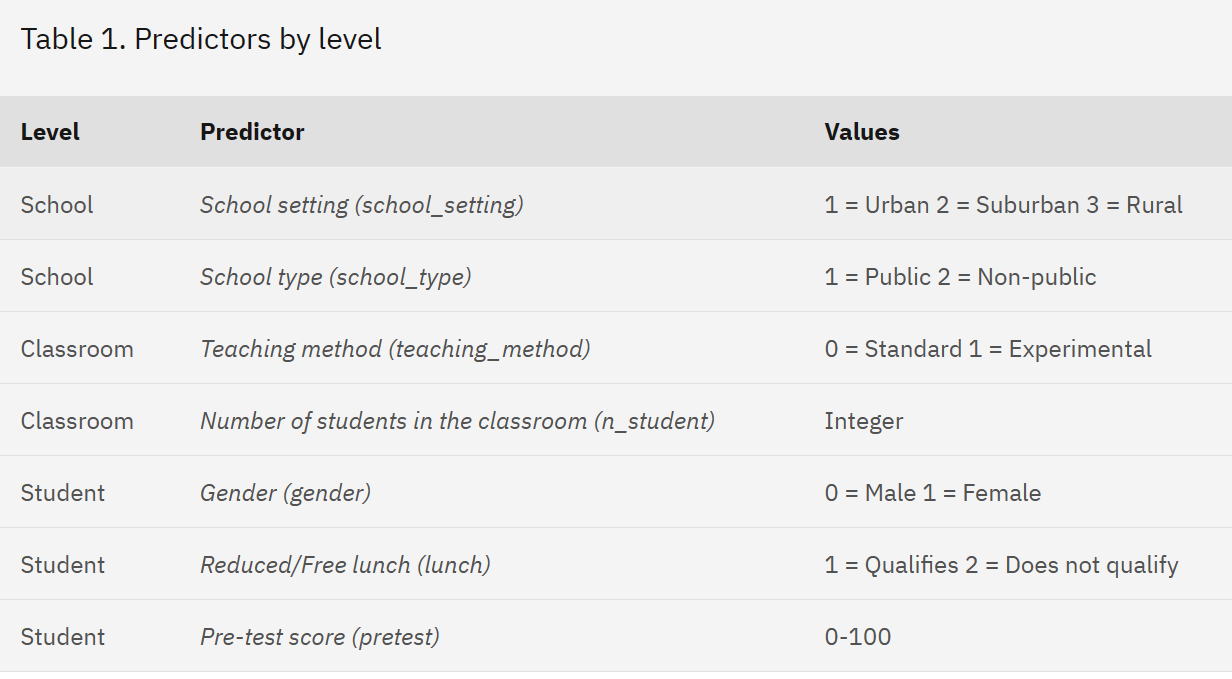 Table 1. Predictors by level
Level Predictor Values
School School setting (school_setting) 1 = Urban 2 = Suburban 3 = Rural
School School type (school_type) 1 = Public 2 = Non-public
Classroom Teaching method (teaching_method) 0 = Standard 1 = Experimental
Classroom Number of students in the classroom (n_student) Integer
Student Gender (gender) 0 = Male 1 = Female
Student Reduced/Free lunch (lunch) 1 = Qualifies 2 = Does not qualify
Student Pre-test score (pretest) 0-100